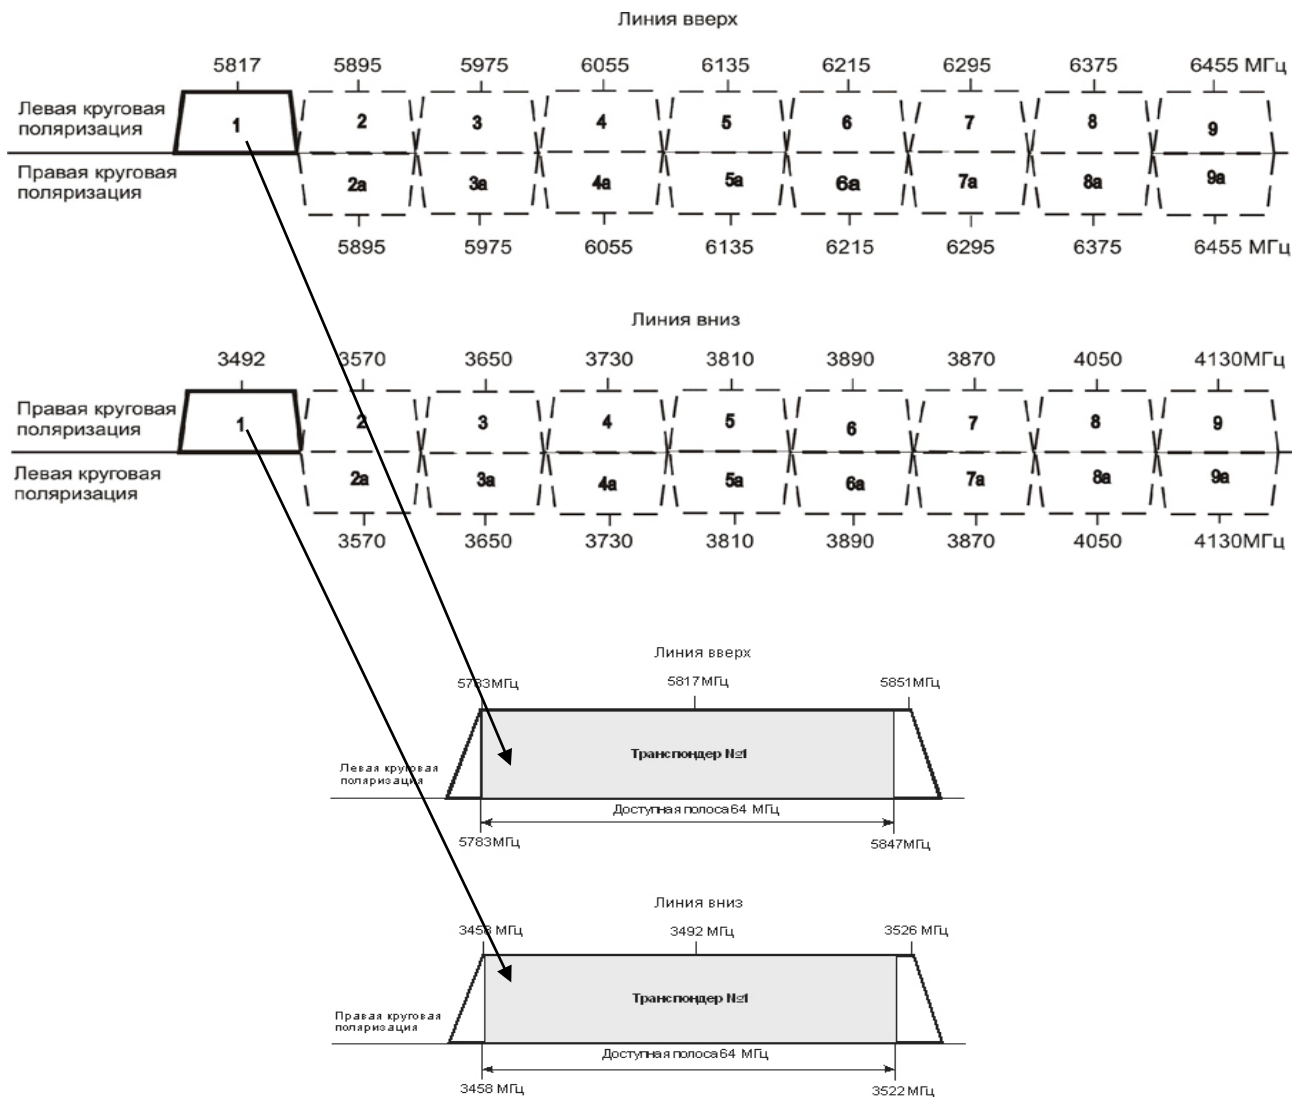 Линия вверх
5817 5895 5975 6055 6135 6215 6295 6375 6455 МГц
Левая круговая
поляризация
1 2 3 4 5 6 7 8 9
Правая круговая
поляризация
2а 3а 4а 5а 6а 7а 8а 9а
5895 5975 6055 6135 6215 6295 6375 6455 МГц
Линия вниз
3492 3570 3650 3730 3810 3890 3870 4050 4130МГц
Правая круговая
поляризация
1 2 3 4 5 6 7 8 9
Левая круговая
поляризация
2а 3а 4а 5а 6а 7а 8а 9а
3570 3650 3730 3810 3890 3870 4050 4130МГц
Линия вверх
5783МГц 5817МГц 5851МГц
Транспондер №1
Левая круговая
поляризация
Доступная полоса64 МГц
5783МГц 5847МГц
Линия вниз
3458 МГц 3492 МГц 3526 МГц
Транспондер №1
Правая круговая
поляризация
Доступная полоса64 МГц
3458 МГц 3522 МГц